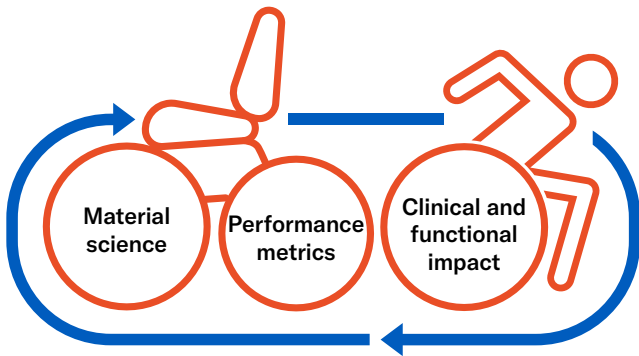 Material
science
Performance
metrics
Clinical and
functional
impact